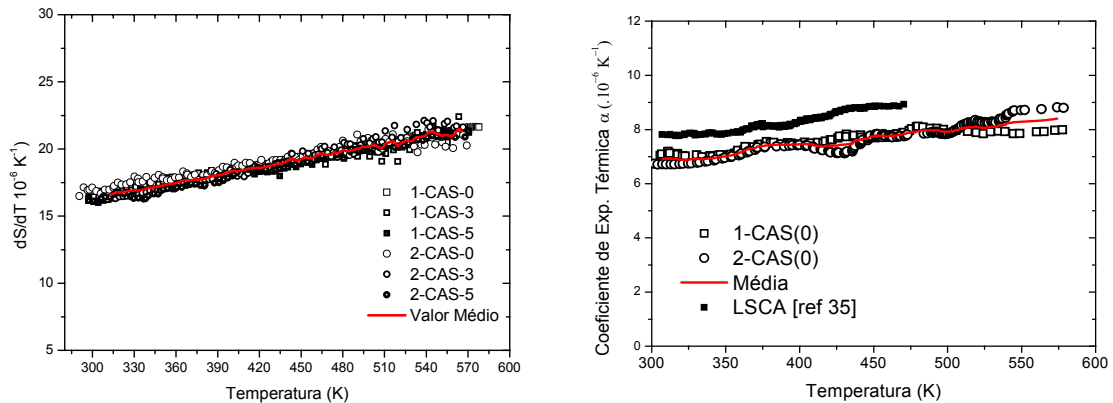 30
25
20
15
10
5
dS/dT 10⁻⁶ (K⁻¹)
1-CAS-0
1-CAS-3
1-CAS-5
2-CAS-0
2-CAS-3
2-CAS-5
Valor Médio
300 330 360 390 420 450 480 510 540 570 600
Temperatura (K)
12
10
8
6
4
2
0
Coeficiente de Exp. Térmica α (.10⁻⁶ K⁻¹)
1-CAS(0)
2-CAS(0)
Média
LSCA [ref 35]
300 350 400 450 500 550 600
Temperatura (K)